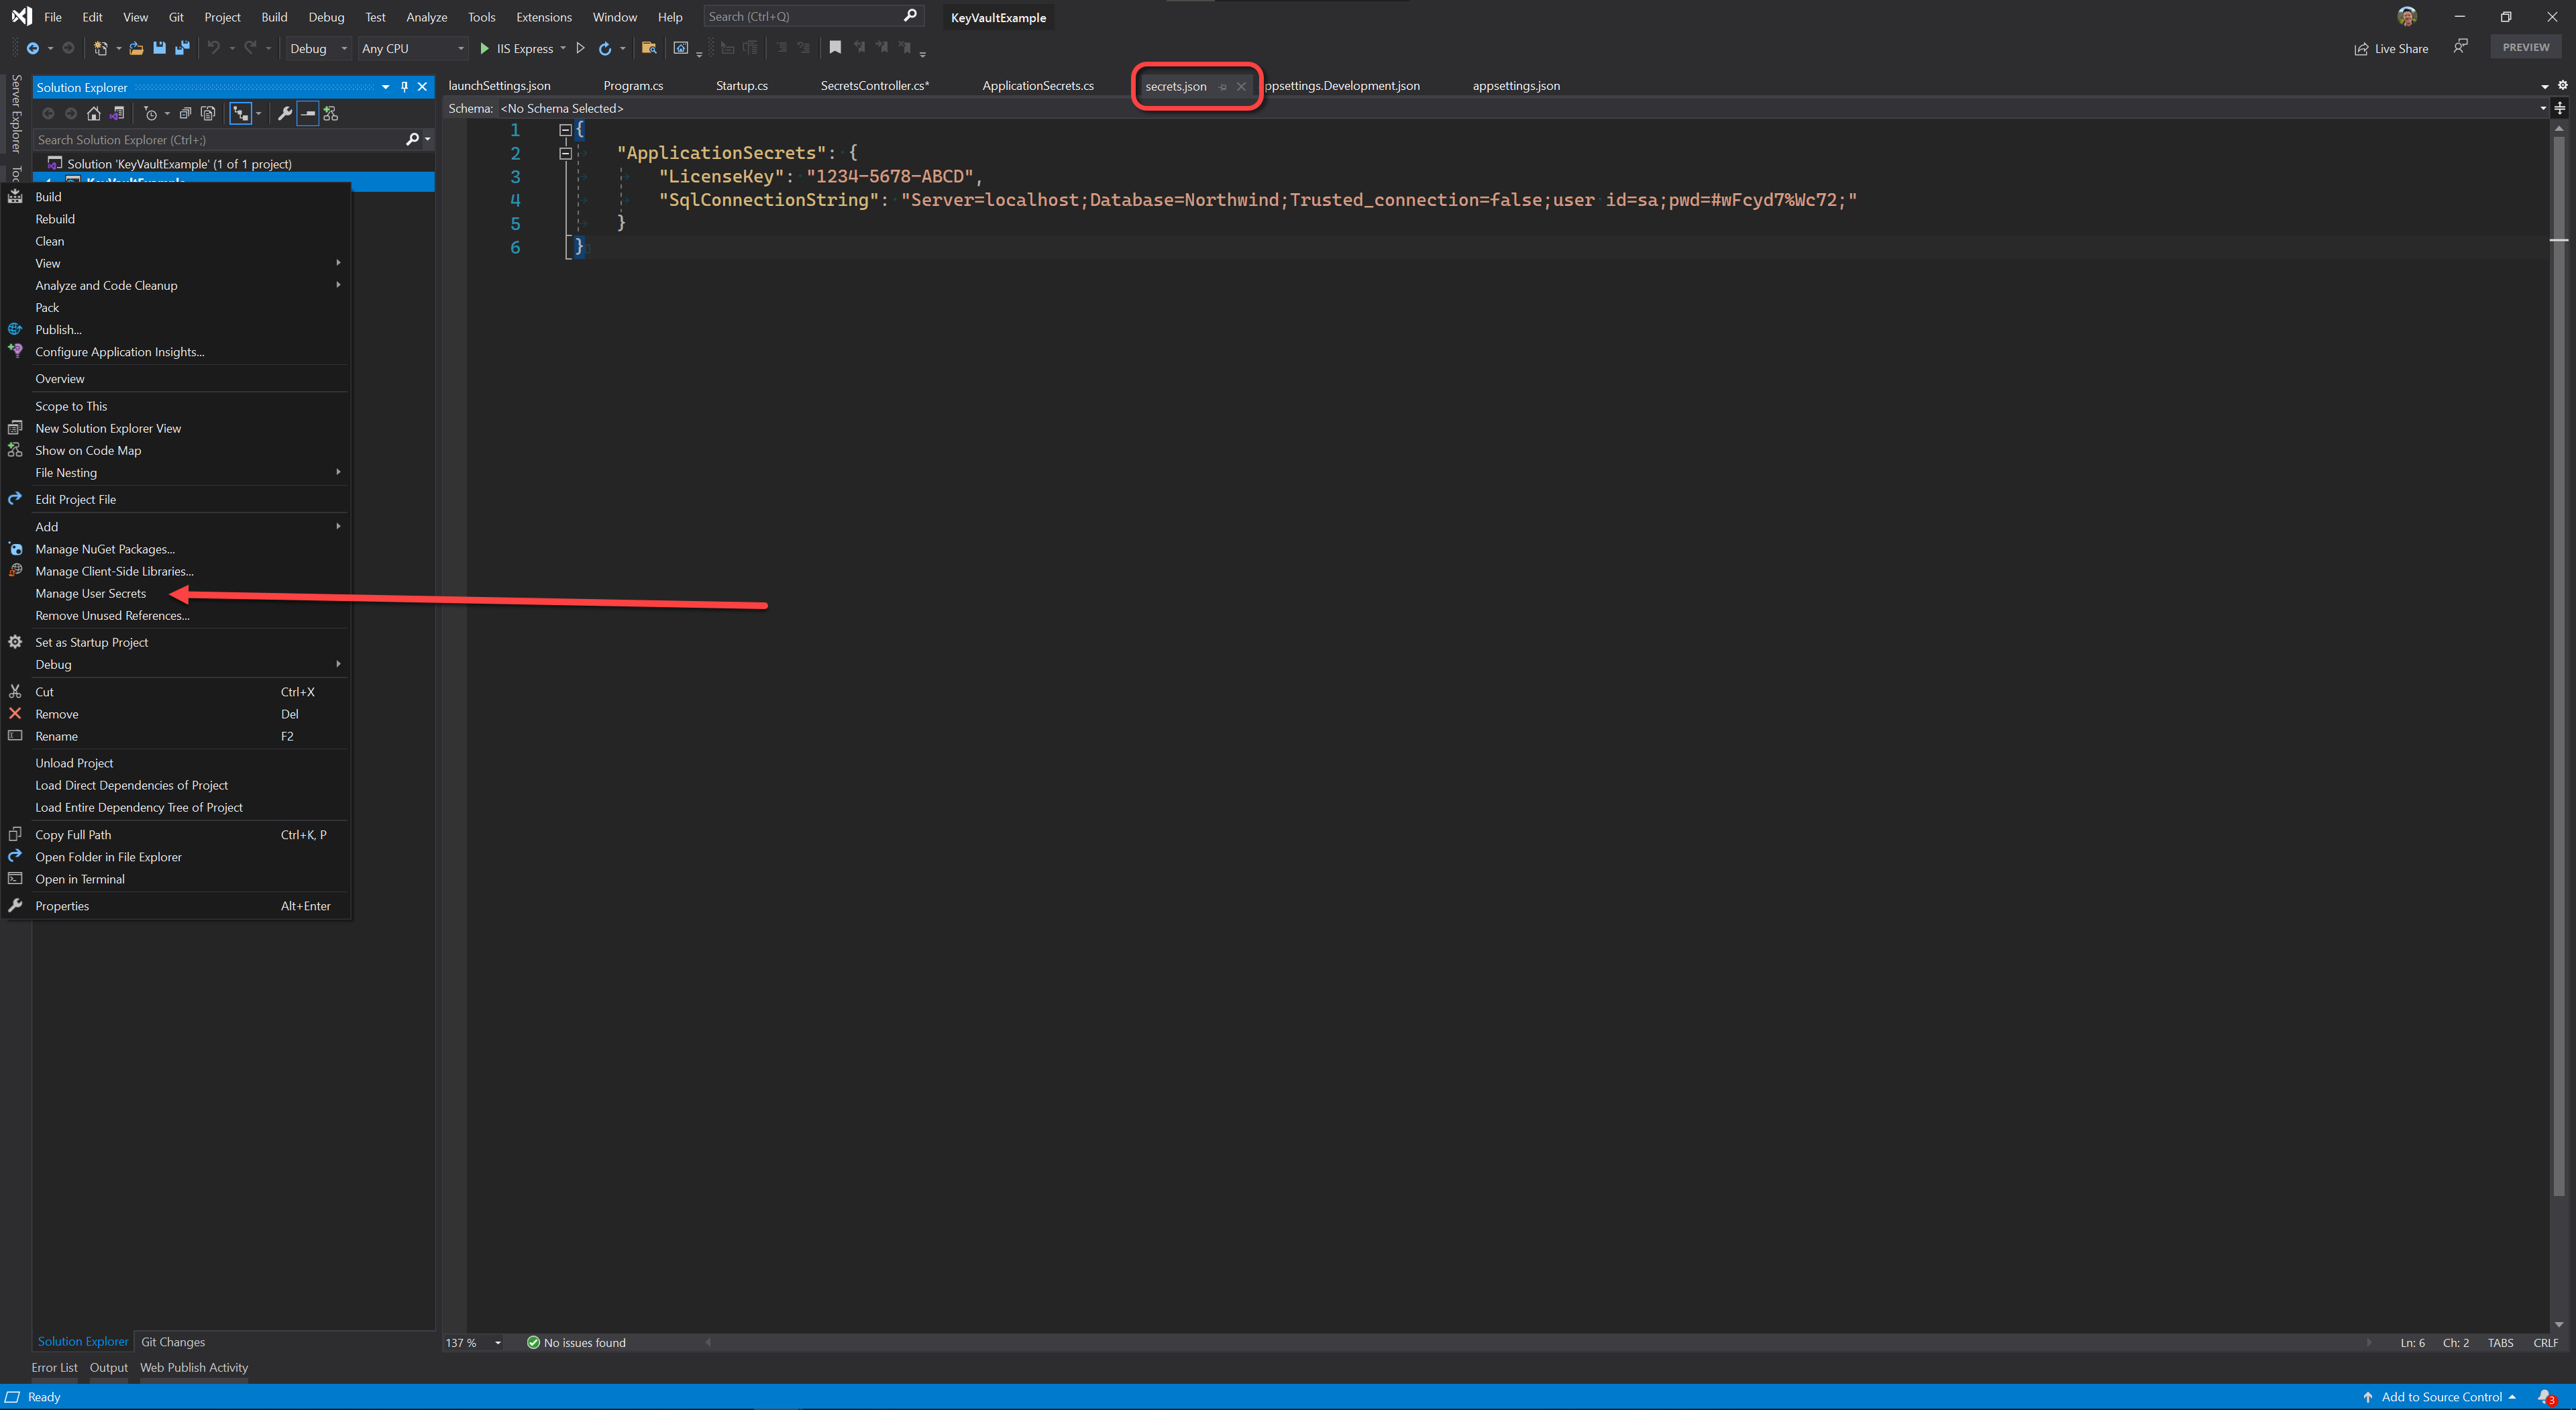 File Edit View Git Project Build Debug Test Analyze Tools Extensions Window Help Search (Ctrl+Q) KeyVaultExample
Debug Any CPU IIS Express Live Share PREVIEW
Server Explorer
Solution Explorer
launchSettings.json Program.cs Startup.cs SecretsController.cs* ApplicationSecrets.cs secrets.json ppsettings.Development.json appsettings.json
Schema: <No Schema Selected>
Search Solution Explorer (Ctrl+;)
Solution 'KeyVaultExample' (1 of 1 project)
KeyVaultExample
1 {
2 "ApplicationSecrets": {
3 "LicenseKey": "1234-5678-ABCD",
4 "SqlConnectionString": "Server=localhost;Database=Northwind;Trusted_connection=false;user id=sa;pwd=#wFcyd7%Wc72;"
5 }
6 }
Build
Rebuild
Clean
View
Analyze and Code Cleanup
Pack
Publish...
Configure Application Insights...
Overview
Scope to This
New Solution Explorer View
Show on Code Map
File Nesting
Edit Project File
Add
Manage NuGet Packages...
Manage Client-Side Libraries...
Manage User Secrets
Remove Unused References...
Set as Startup Project
Debug
Cut Ctrl+X
Remove Del
Rename F2
Unload Project
Load Direct Dependencies of Project
Load Entire Dependency Tree of Project
Copy Full Path Ctrl+K, P
Open Folder in File Explorer
Open in Terminal
Properties Alt+Enter
Solution Explorer Git Changes
137 % No issues found Ln: 6 Ch: 2 TABS CRLF
Error List Output Web Publish Activity
Ready Add to Source Control 3